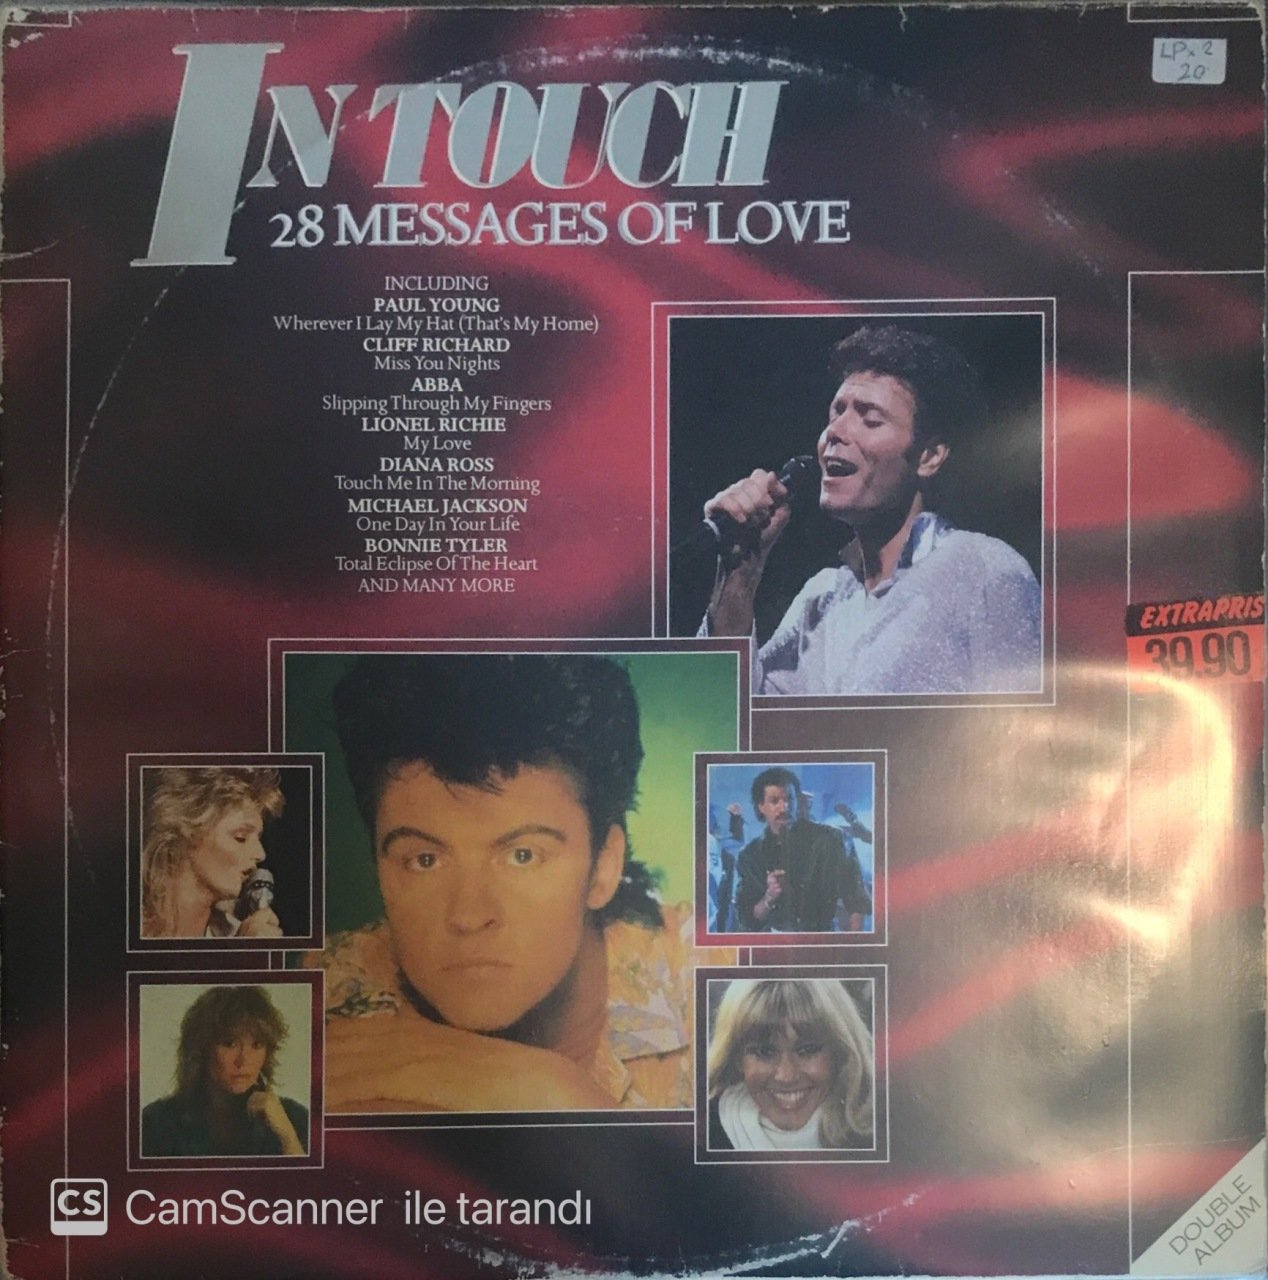 LP x 2
20
IN TOUCH
28 MESSAGES OF LOVE
INCLUDING
PAUL YOUNG
Wherever I Lay My Hat (That's My Home)
CLIFF RICHARD
Miss You Nights
ABBA
Slipping Through My Fingers
LIONEL RICHIE
My Love
DIANA ROSS
Touch Me In The Morning
MICHAEL JACKSON
One Day In Your Life
BONNIE TYLER
Total Eclipse Of The Heart
AND MANY MORE
EXTRAPRIS
39.90
CS CamScanner ile tarandı
DOUBLE
ALBUM